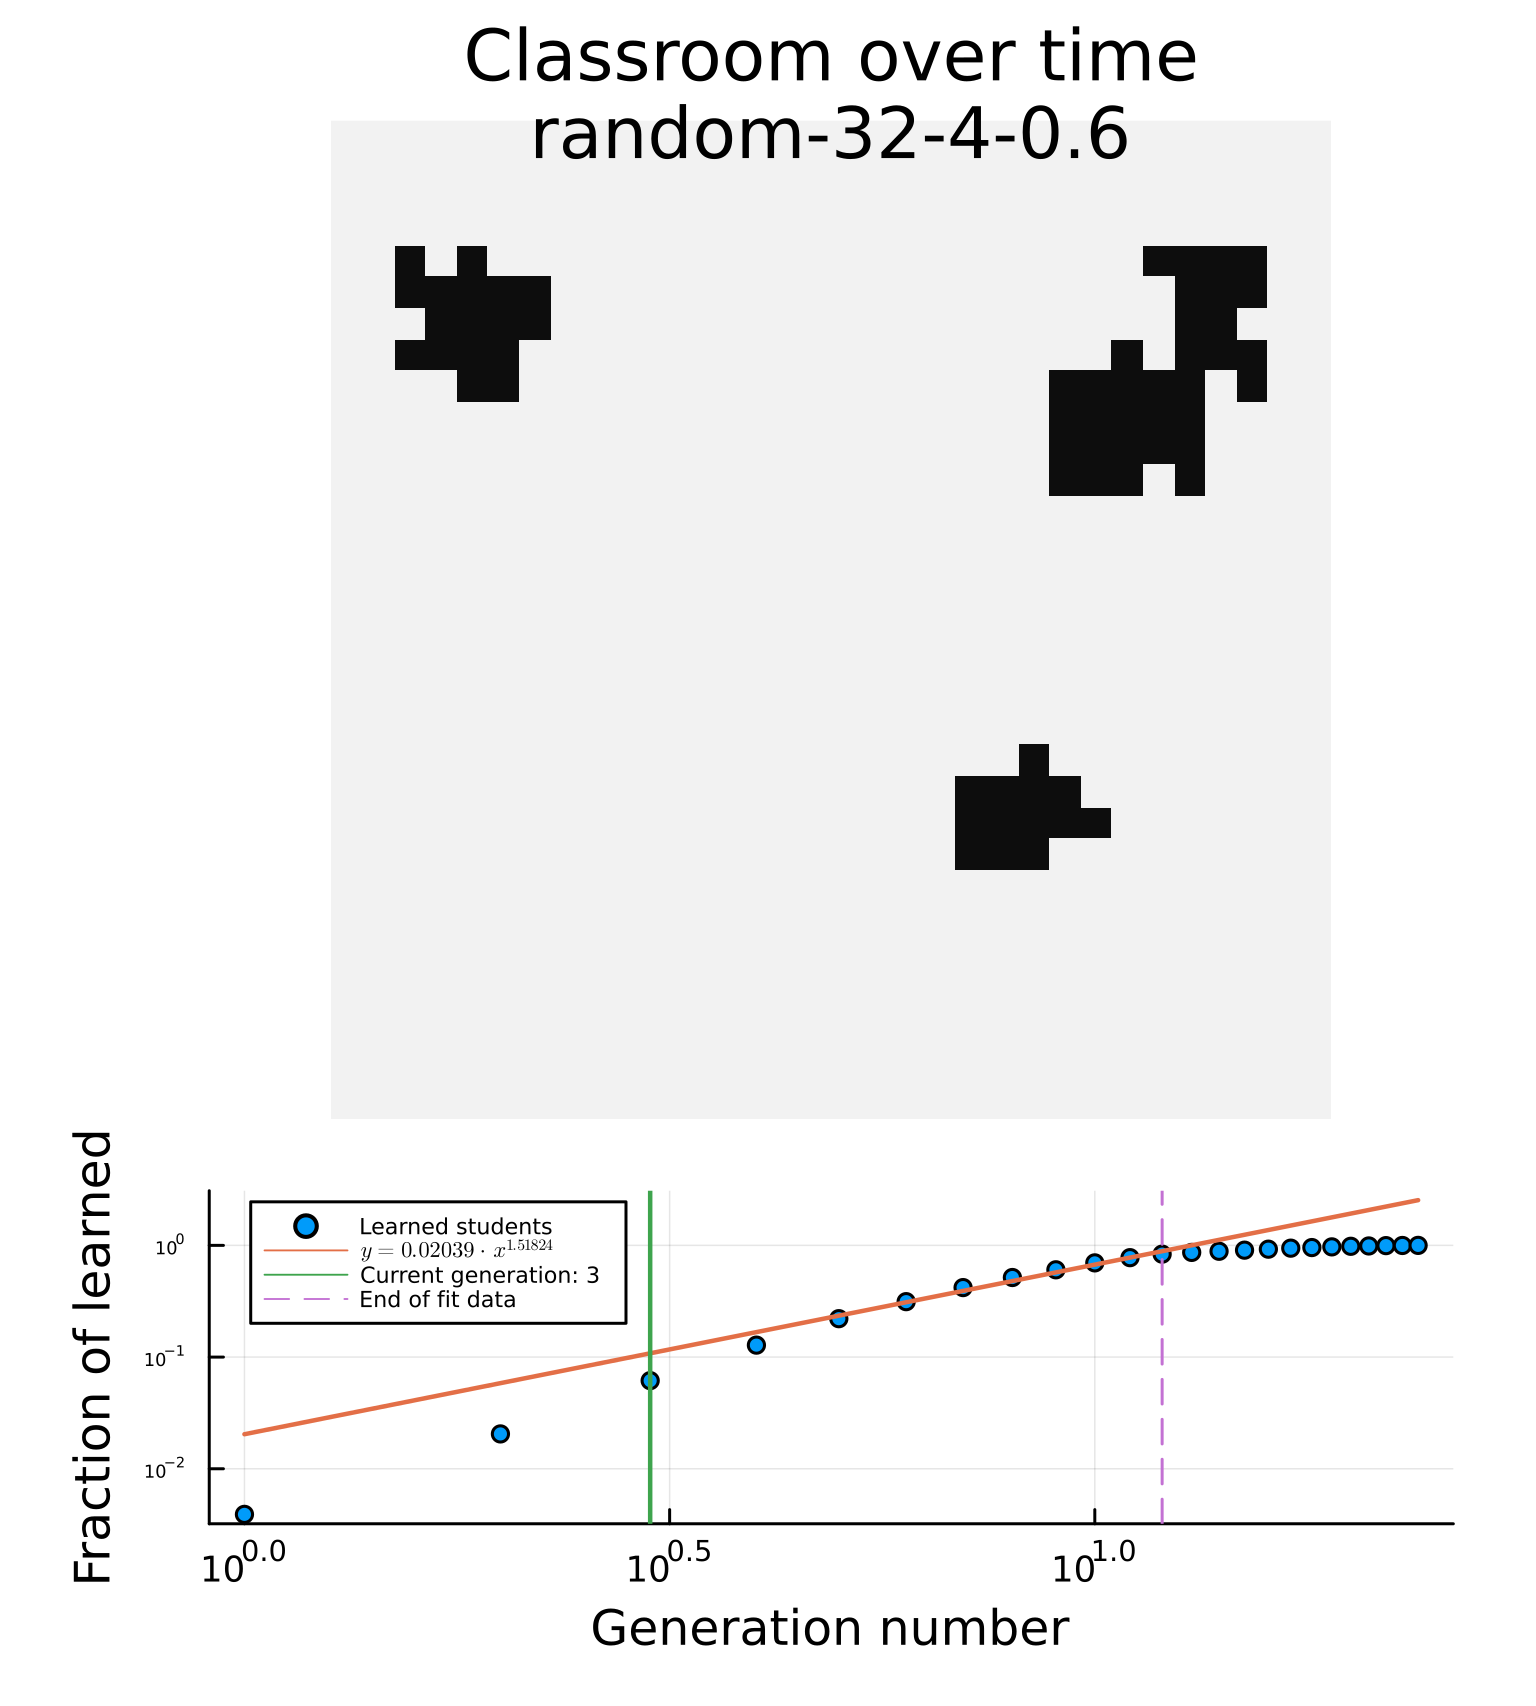 Classroom over time
random-32-4-0.6
Fraction of learned
10^0
10^−1
10^−2
Learned students
y = 0.02039 · x^1.51824
Current generation: 3
End of fit data
10^0.0
10^0.5
10^1.0
Generation number